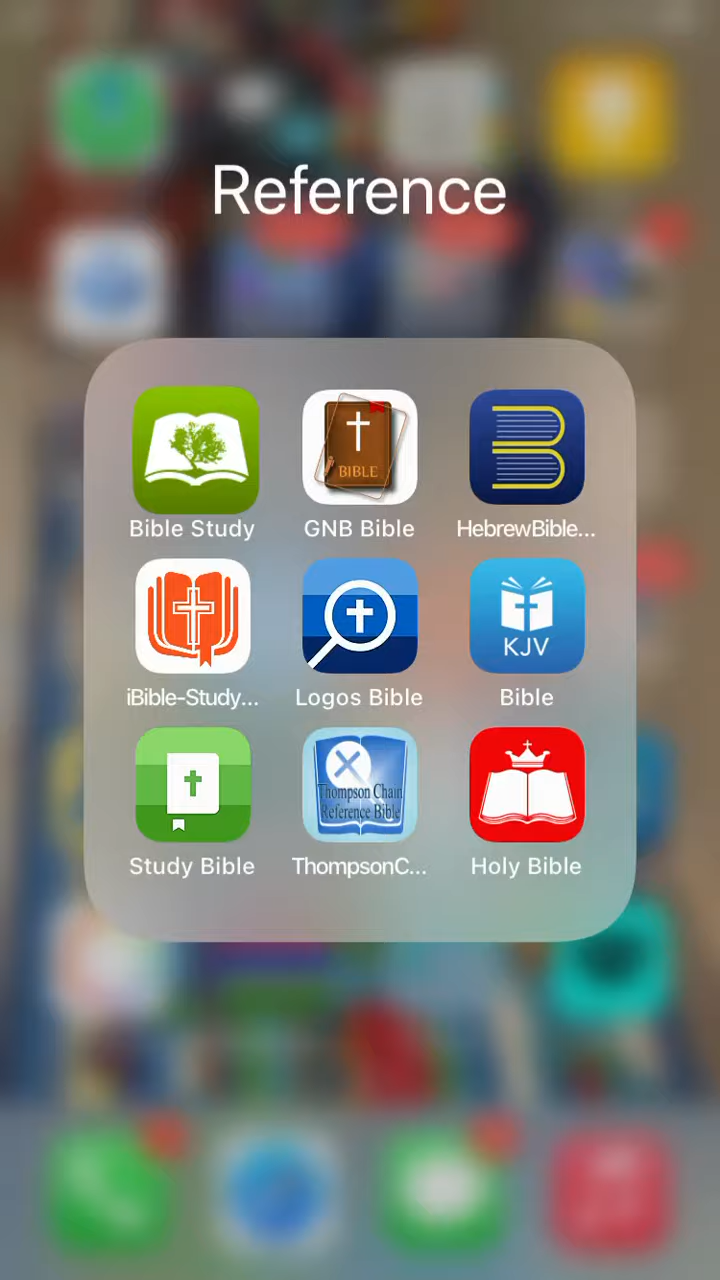 Reference
BIBLE
Bible Study
GNB Bible
HebrewBible...
KJV
iBible-Study...
Logos Bible
Bible
Thompson Chain
Reference Bible
Study Bible
ThompsonC...
Holy Bible